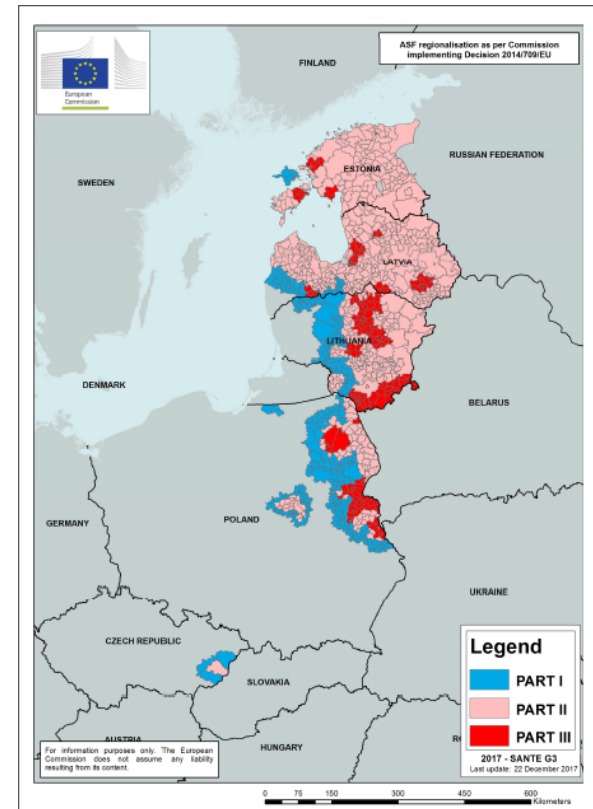 European
Commission
ASF regionalisation as per Commission
implementing Decision 2014/709/EU
FINLAND
RUSSIAN FEDERATION
ESTONIA
SWEDEN
LATVIA
LITHUANIA
DENMARK
BELARUS
POLAND
GERMANY
UKRAINE
CZECH REPUBLIC
SLOVAKIA
AUSTRIA
HUNGARY
Legend
PART I
PART II
PART III
2017 - SANTE G3
Last update: 22 December 2017
For information purposes only. The European
Commission does not assume any liability
resulting from its content.
0 75 150 300 450 600
Kilometers